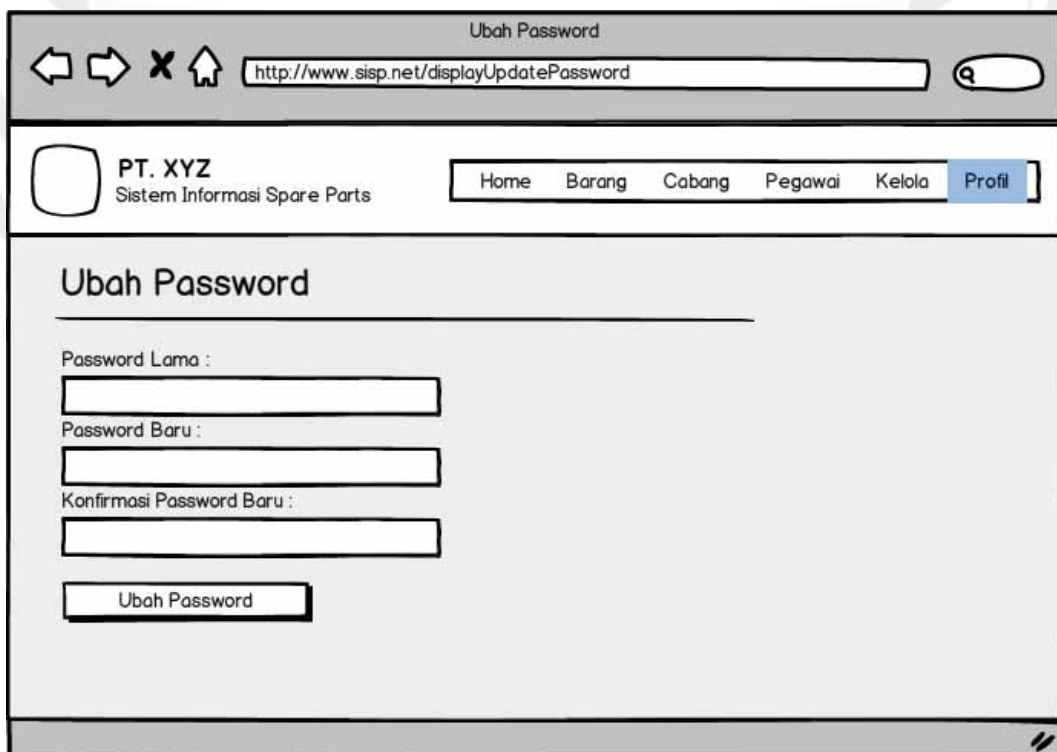 Ubah Password
http://www.sisp.net/displayUpdatePassword
PT. XYZ
Sistem Informasi Spare Parts
Home Barang Cabang Pegawai Kelola Profil
Ubah Password
Password Lama :
Password Baru :
Konfirmasi Password Baru :
Ubah Password